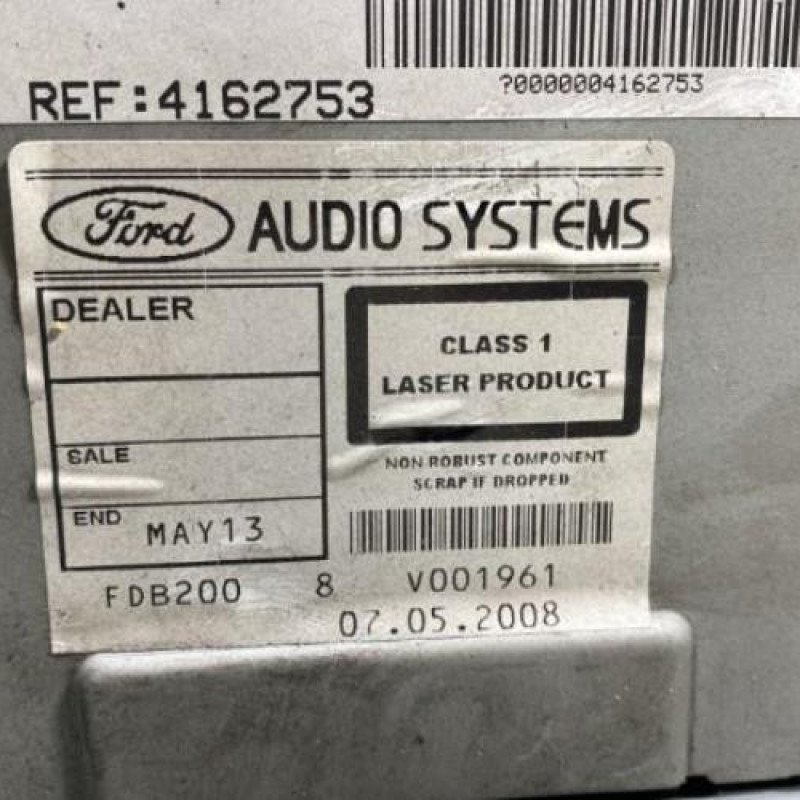 REF:4162753
?0000004162753
Ford AUDIO SYSTEMS
DEALER
SALE
END MAY13
CLASS 1
LASER PRODUCT
NON ROBUST COMPONENT
SCRAP IF DROPPED
FDB200 8 V001961
07.05.2008